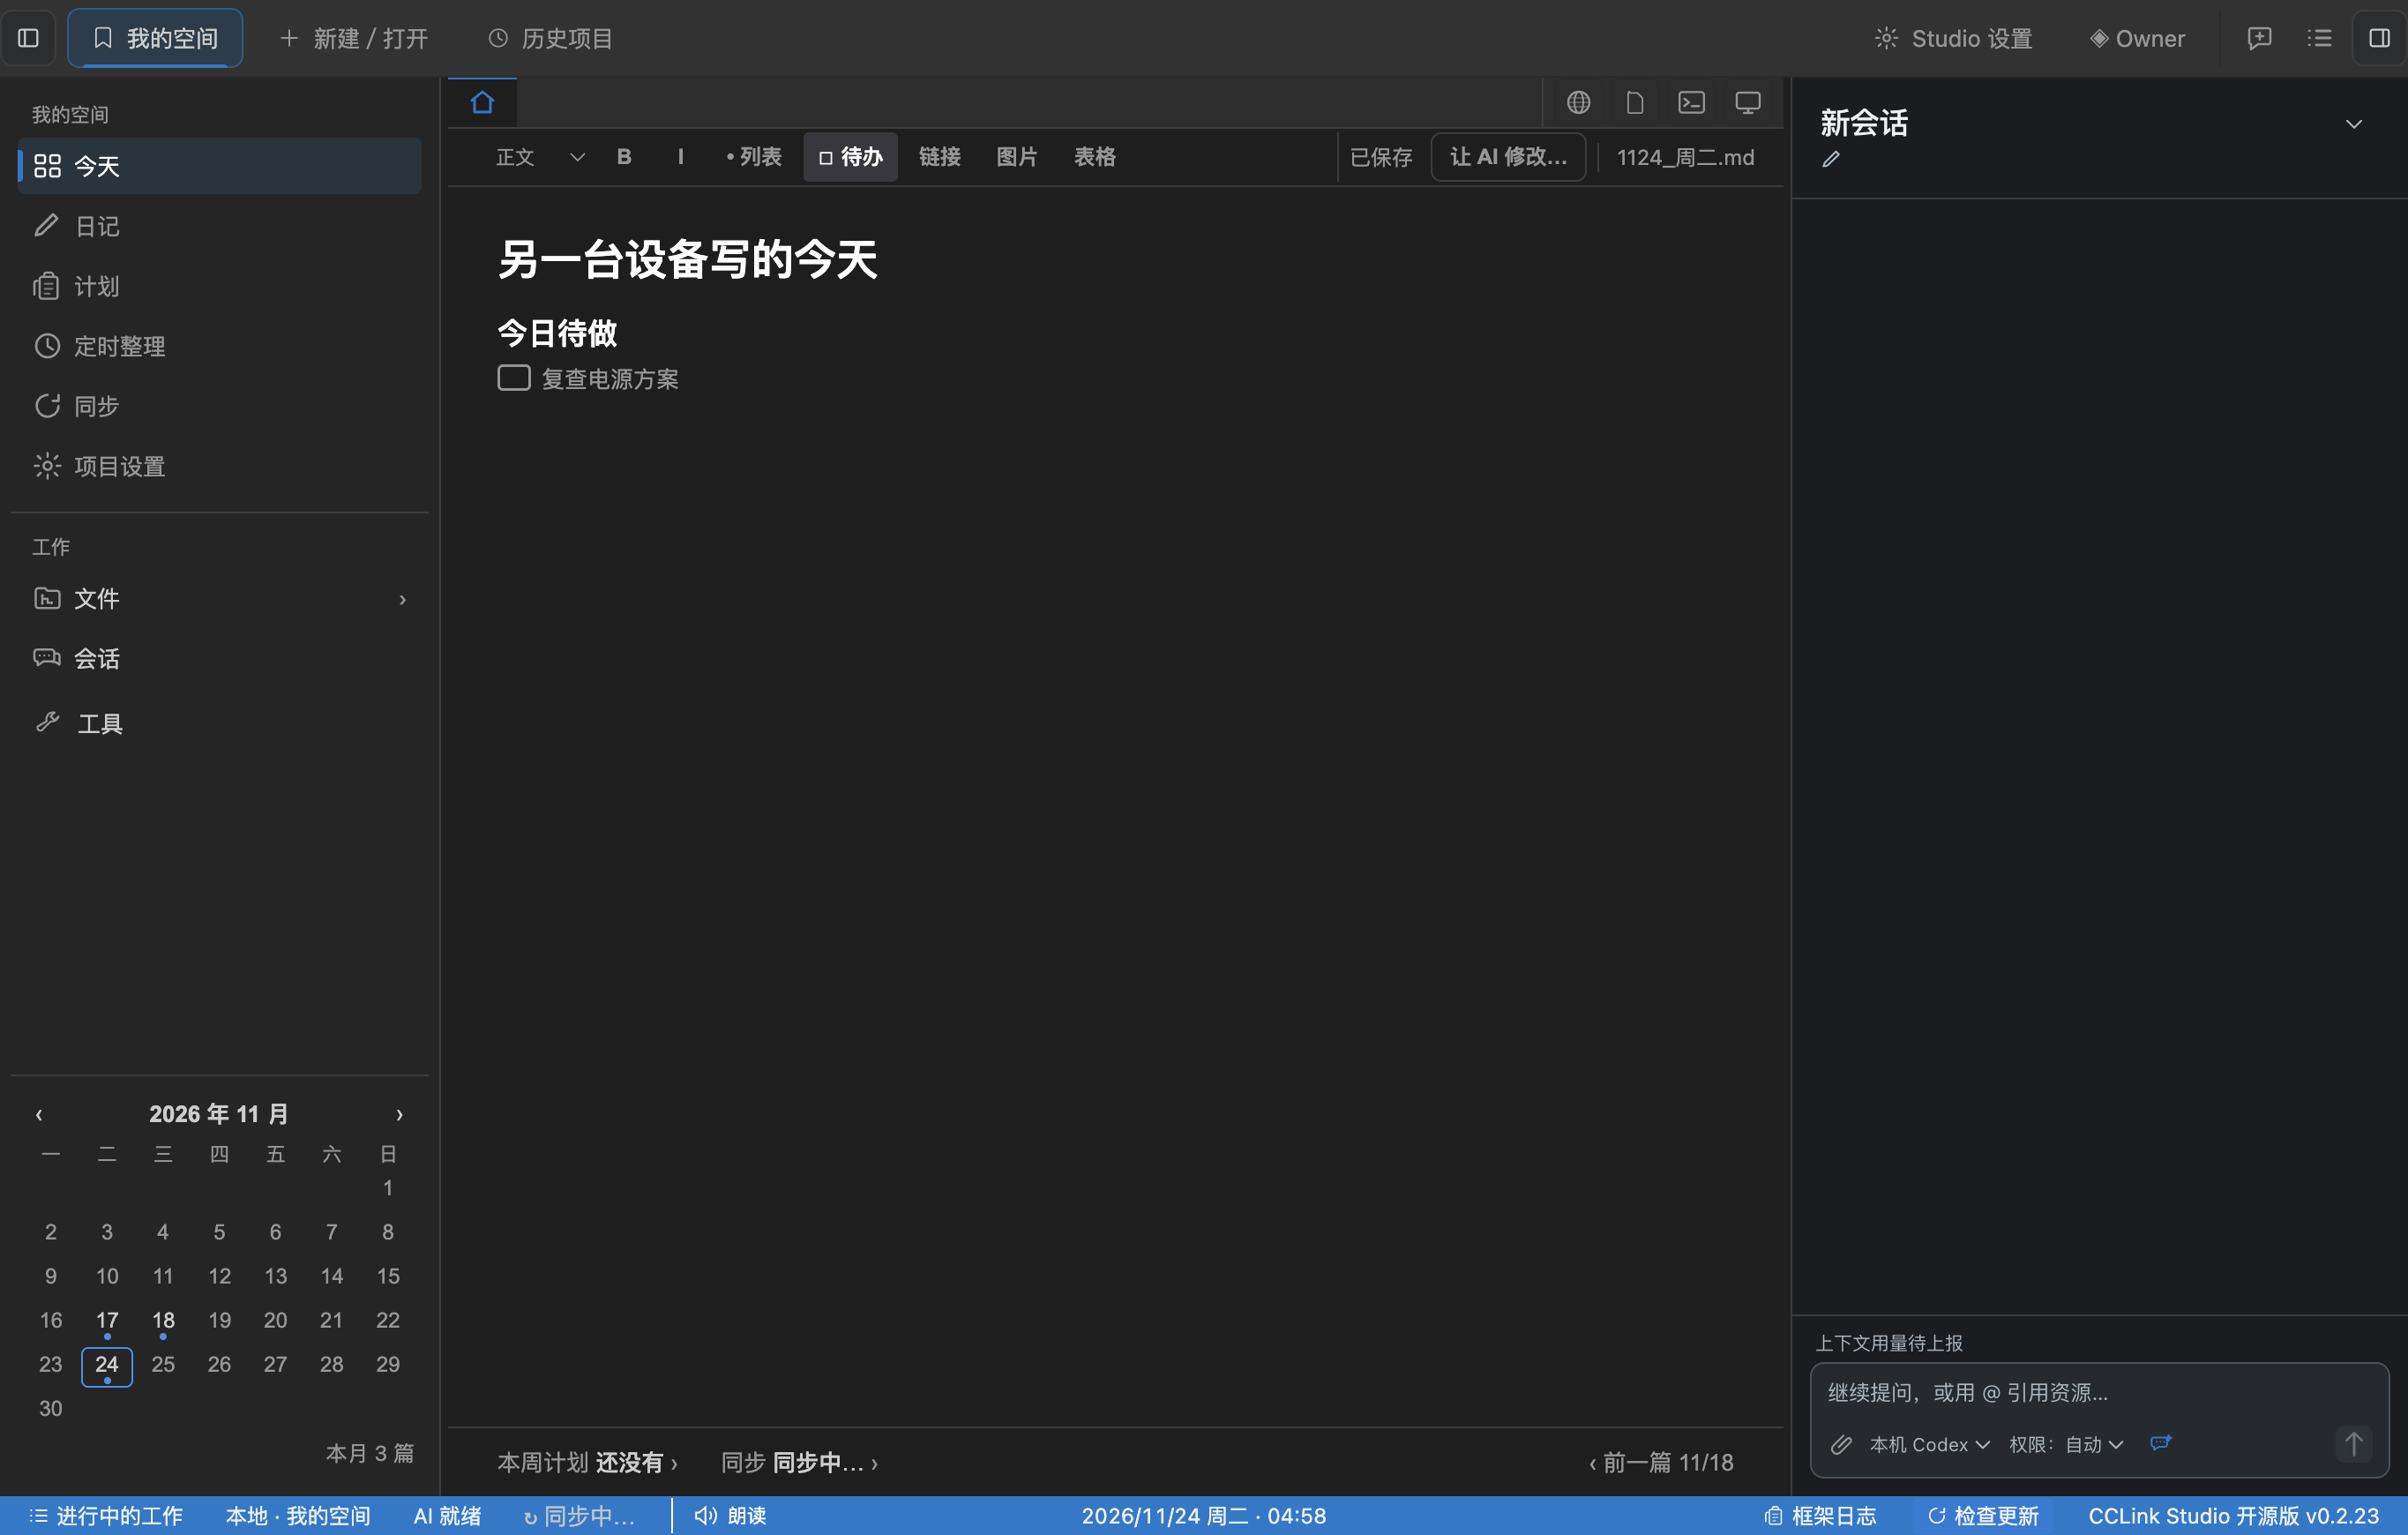 我的空间
新建 / 打开
历史项目
Studio 设置
Owner
我的空间
今天
日记
计划
定时整理
同步
项目设置
工作
文件
会话
工具
‹ 2026 年 11 月 ›
一 二 三 四 五 六 日
1
2 3 4 5 6 7 8
9 10 11 12 13 14 15
16 17 18 19 20 21 22
23 24 25 26 27 28 29
30
本月 3 篇
正文 B I • 列表 待办 链接 图片 表格
已保存 让 AI 修改... 1124_周二.md
另一台设备写的今天
今日待做
复查电源方案
本周计划 还没有 › 同步 同步中... › ‹ 前一篇 11/18
新会话
上下文用量待上报
继续提问，或用 @ 引用资源...
本机 Codex 权限：自动
进行中的工作 本地 · 我的空间 AI 就绪 ↻ 同步中... 朗读 2026/11/24 周二 · 04:58 框架日志 检查更新 CCLink Studio 开源版 v0.2.23